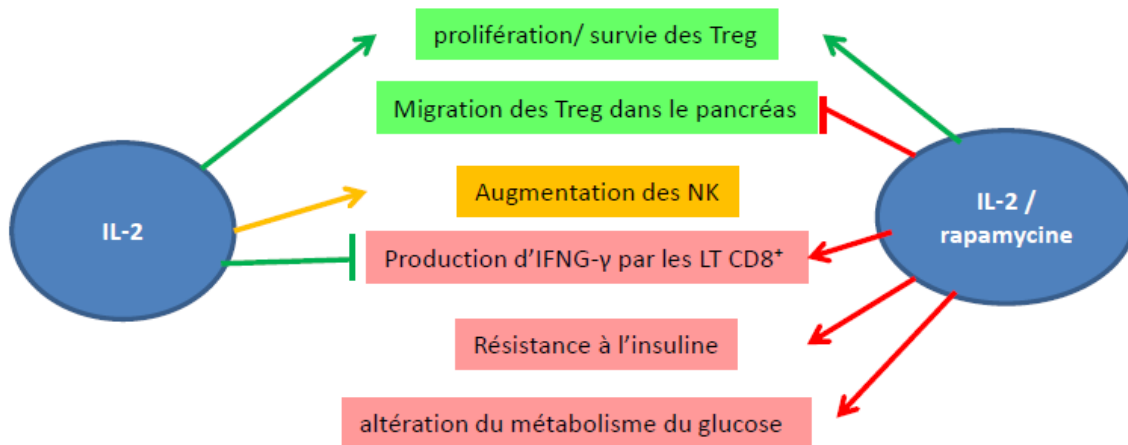 prolifération/ survie des Treg
Migration des Treg dans le pancréas
Augmentation des NK
IL-2
IL-2 /
rapamycine
Production d’IFNG-γ par les LT CD8⁺
Résistance à l’insuline
altération du métabolisme du glucose